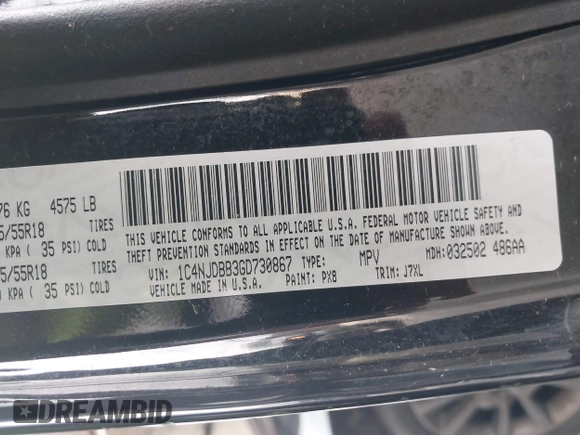 76 KG 4575 LB
5/55R18 TIRES
KPA ( 35 PSI) COLD
5/55R18 TIRES
KPA ( 35 PSI) COLD
THIS VEHICLE CONFORMS TO ALL APPLICABLE U.S.A. FEDERAL MOTOR VEHICLE SAFETY AND
THEFT PREVENTION STANDARDS IN EFFECT ON THE DATE OF MANUFACTURE SHOWN ABOVE.
VIN: 1C4NJDBB3GD730867 TYPE: MPV MDH: 032502 486AA
VEHICLE MADE IN U.S.A. PAINT: PX8 TRIM: J7XL
DREAMBID